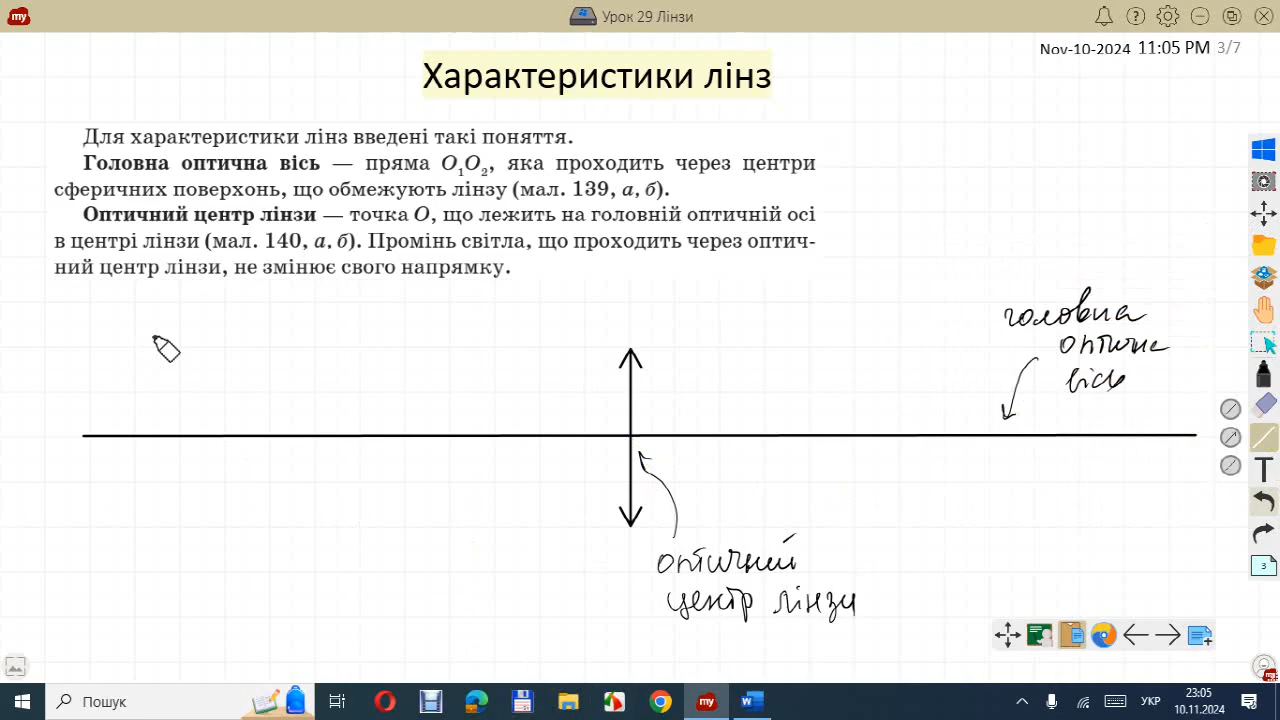 my
Урок 29 Лінзи
Nov-10-2024 11:05 PM 3/7
Характеристики лінз
Для характеристики лінз введені такі поняття.
Головна оптична вісь — пряма O₁O₂, яка проходить через центри
сферичних поверхонь, що обмежують лінзу (мал. 139, а, б).
Оптичний центр лінзи — точка O, що лежить на головній оптичній осі
в центрі лінзи (мал. 140, а, б). Промінь світла, що проходить через оптич-
ний центр лінзи, не змінює свого напрямку.
головна
оптична
вісь
оптичний
центр лінзи
T
3
Пошук
my
W
УКР
23:05
10.11.2024